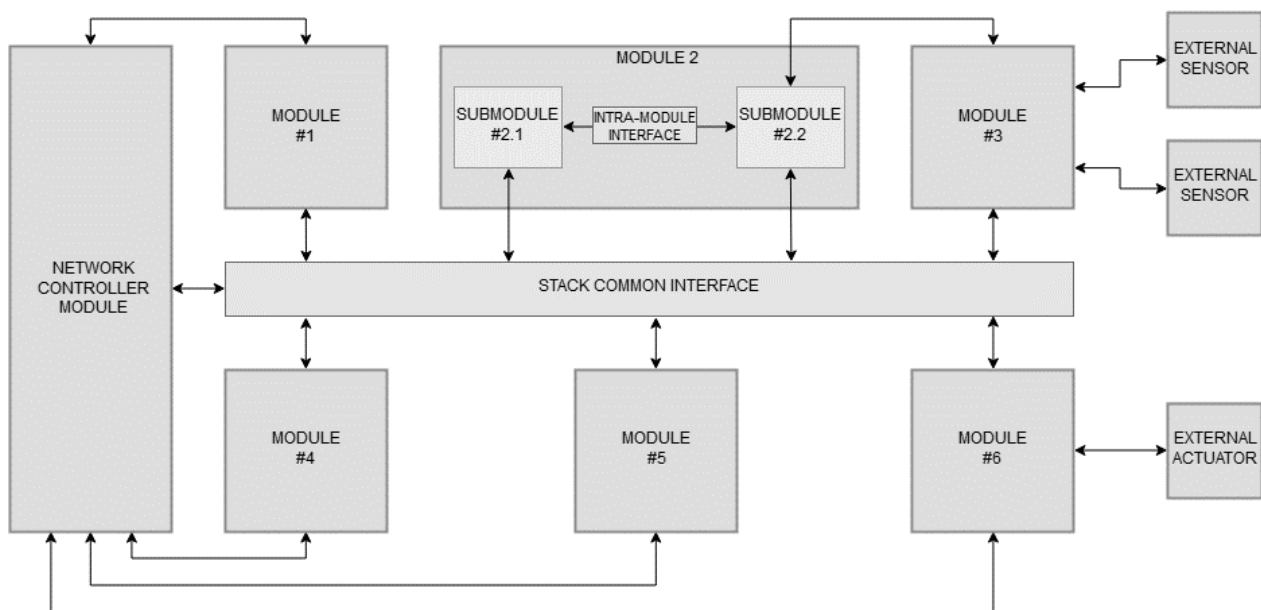 MODULE 2
EXTERNAL
SENSOR
MODULE
#1
SUBMODULE
#2.1
INTRA-MODULE
INTERFACE
SUBMODULE
#2.2
MODULE
#3
EXTERNAL
SENSOR
NETWORK
CONTROLLER
MODULE
STACK COMMON INTERFACE
MODULE
#4
MODULE
#5
MODULE
#6
EXTERNAL
ACTUATOR